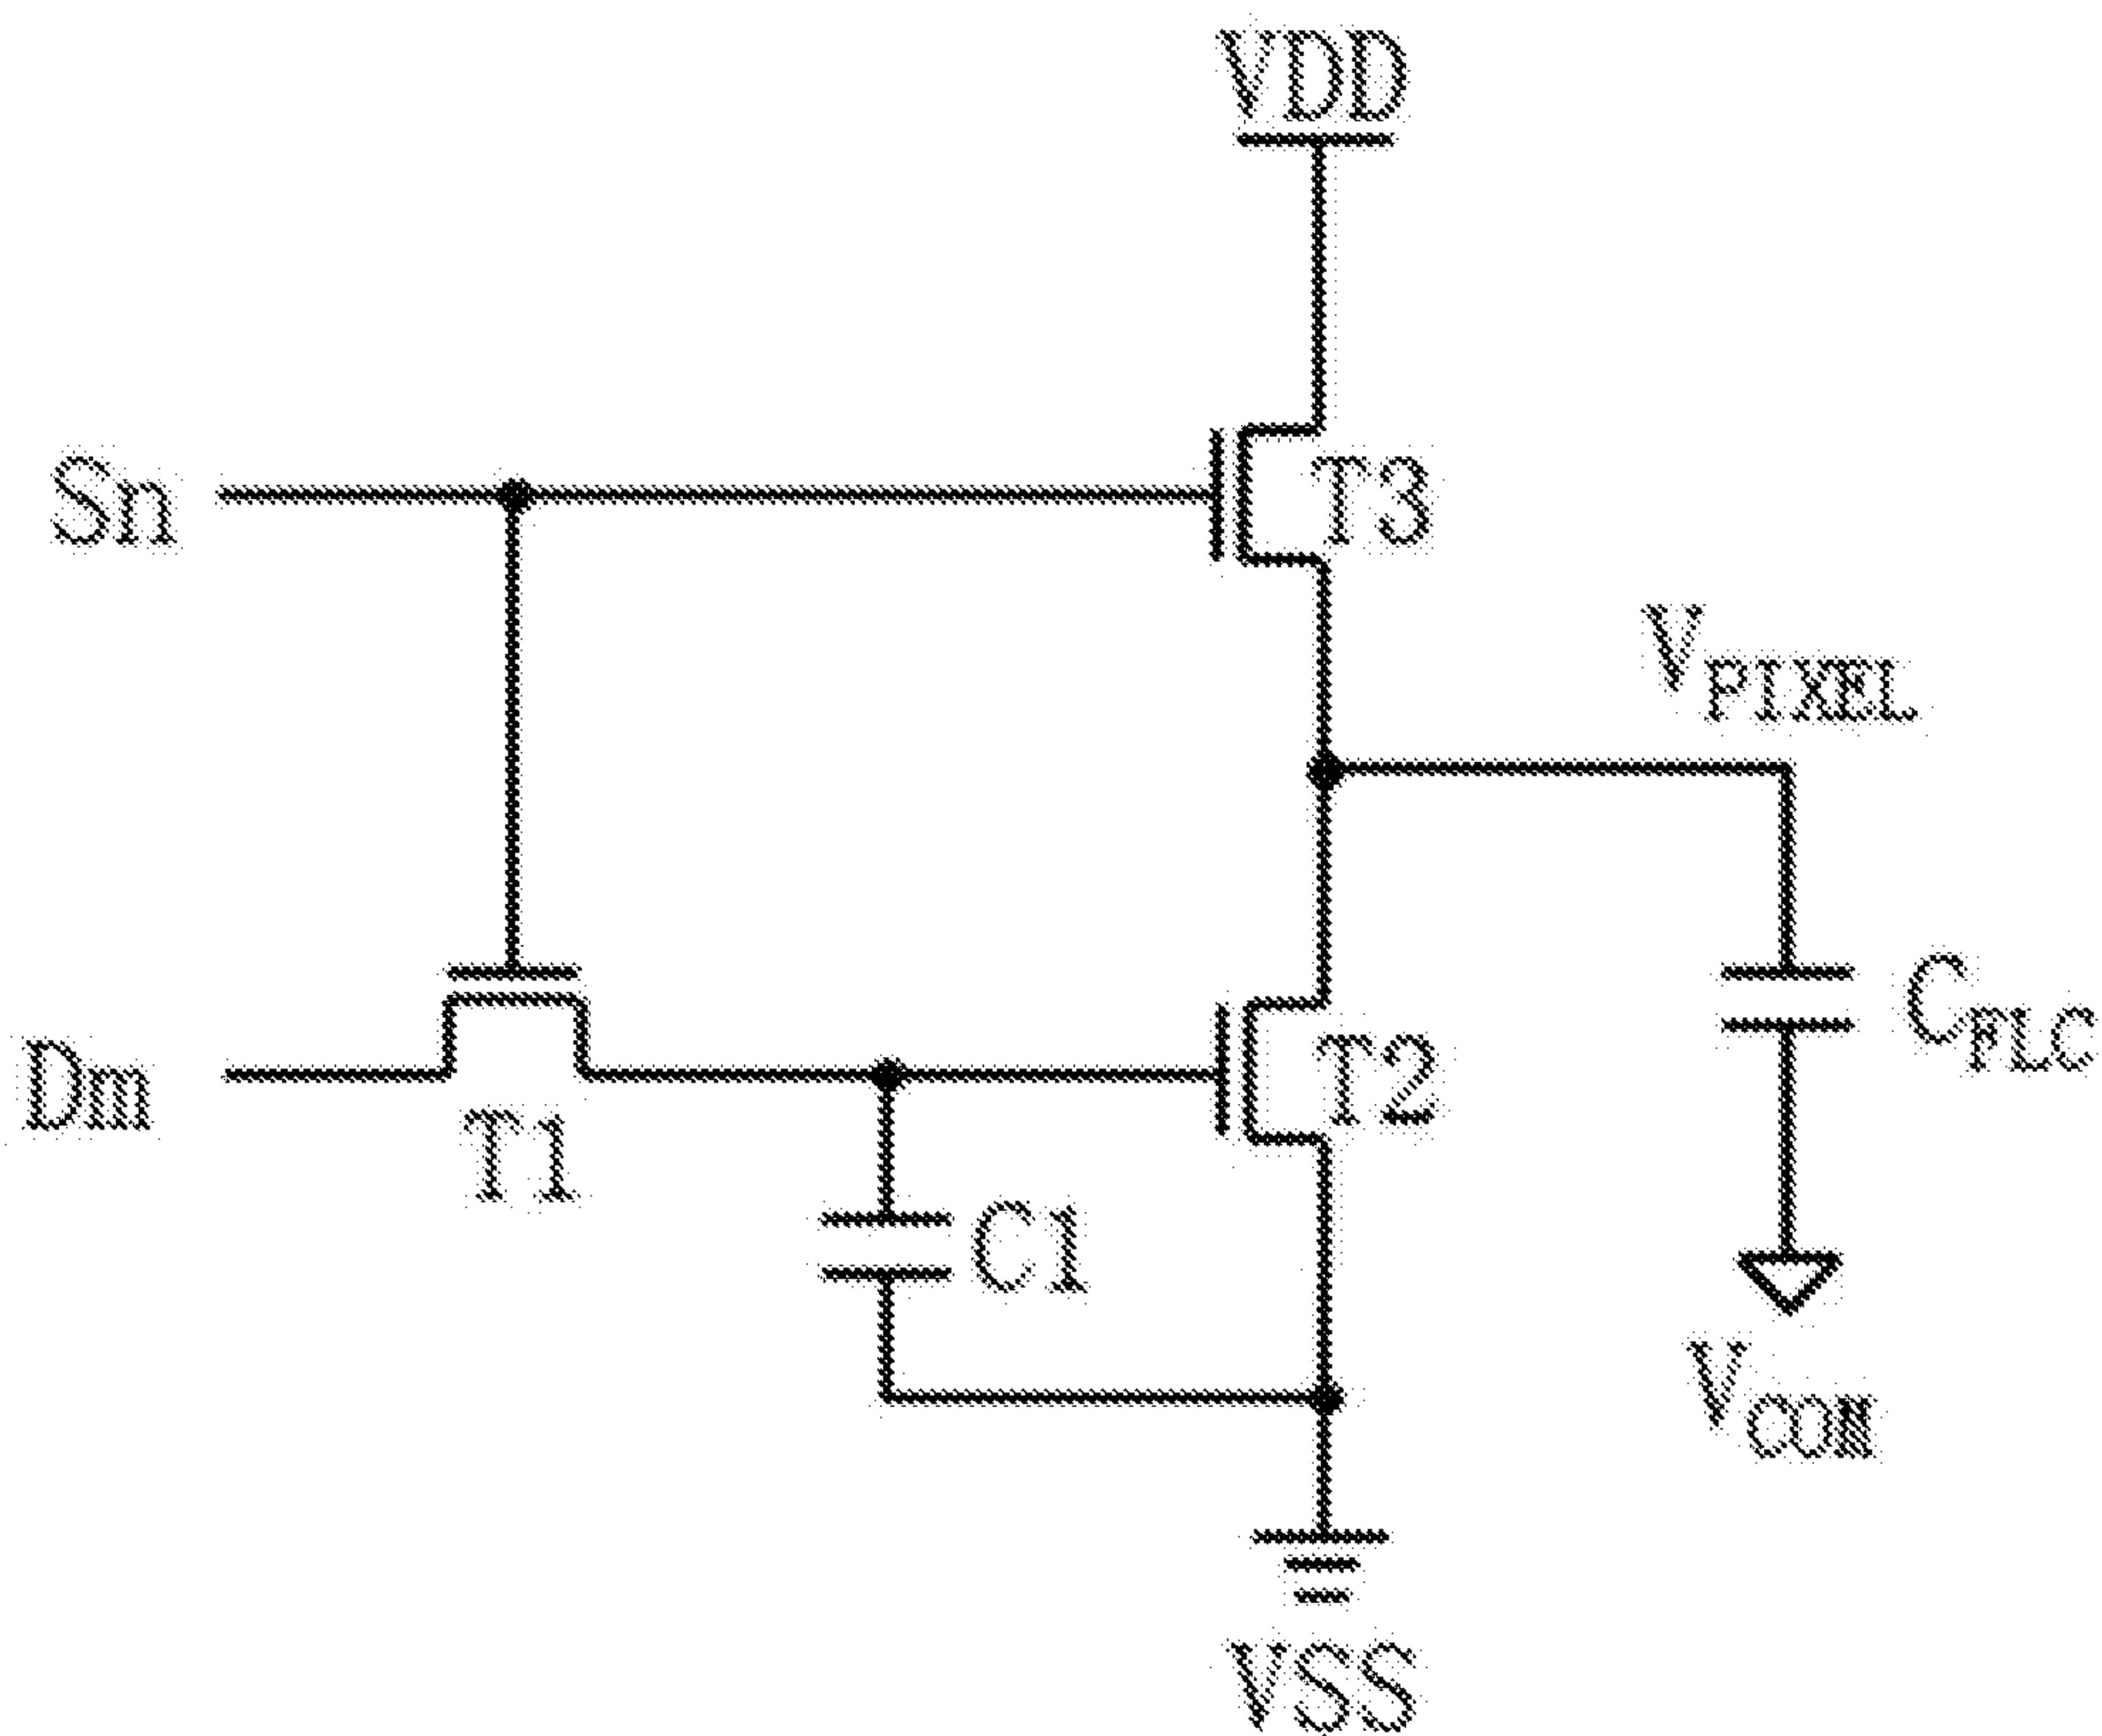 VDD
Sn
T3
VPIXEL
CFLC
Dm
T2
T1
C1
VCOM
VSS